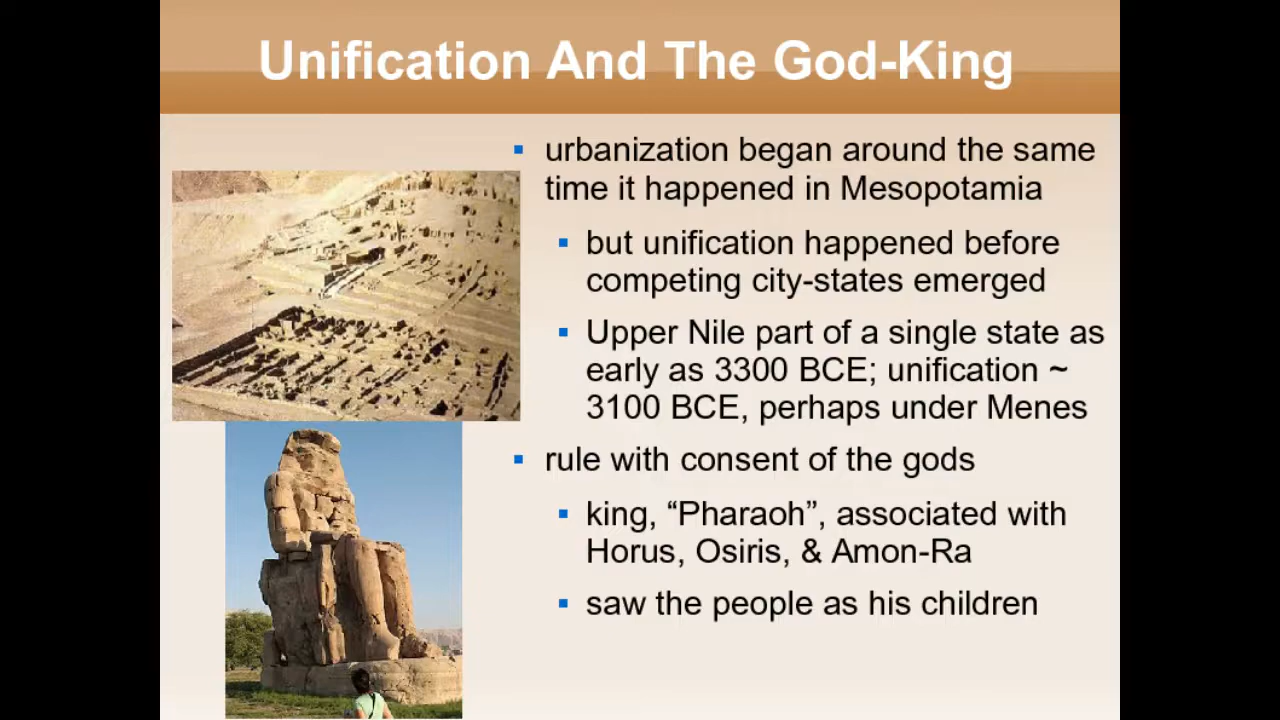 Unification And The God-King
▪ urbanization began around the same
time it happened in Mesopotamia
▪ but unification happened before
competing city-states emerged
▪ Upper Nile part of a single state as
early as 3300 BCE; unification ~
3100 BCE, perhaps under Menes
▪ rule with consent of the gods
▪ king, “Pharaoh”, associated with
Horus, Osiris, & Amon-Ra
▪ saw the people as his children